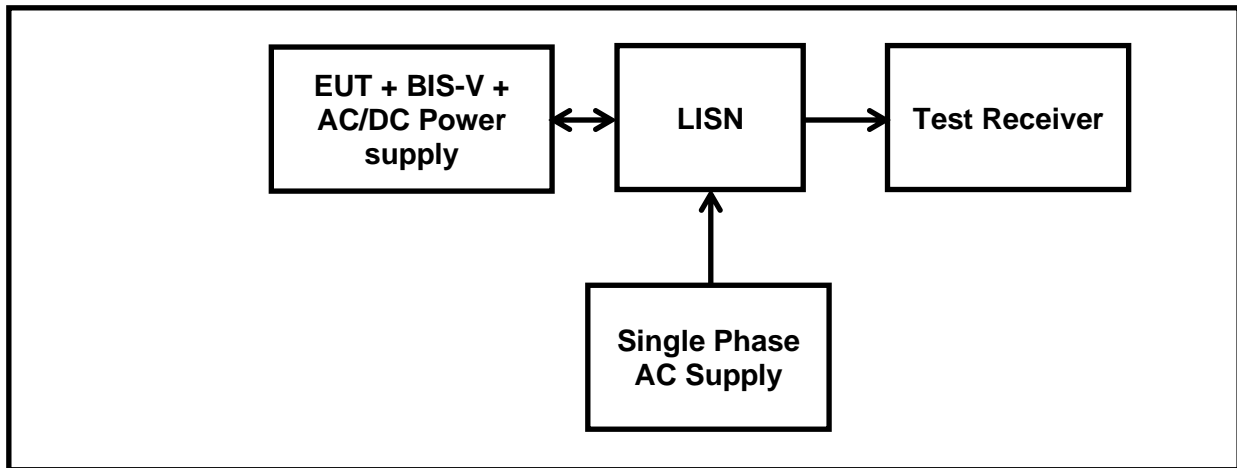 EUT + BIS-V +
AC/DC Power
supply
LISN
Test Receiver
Single Phase
AC Supply